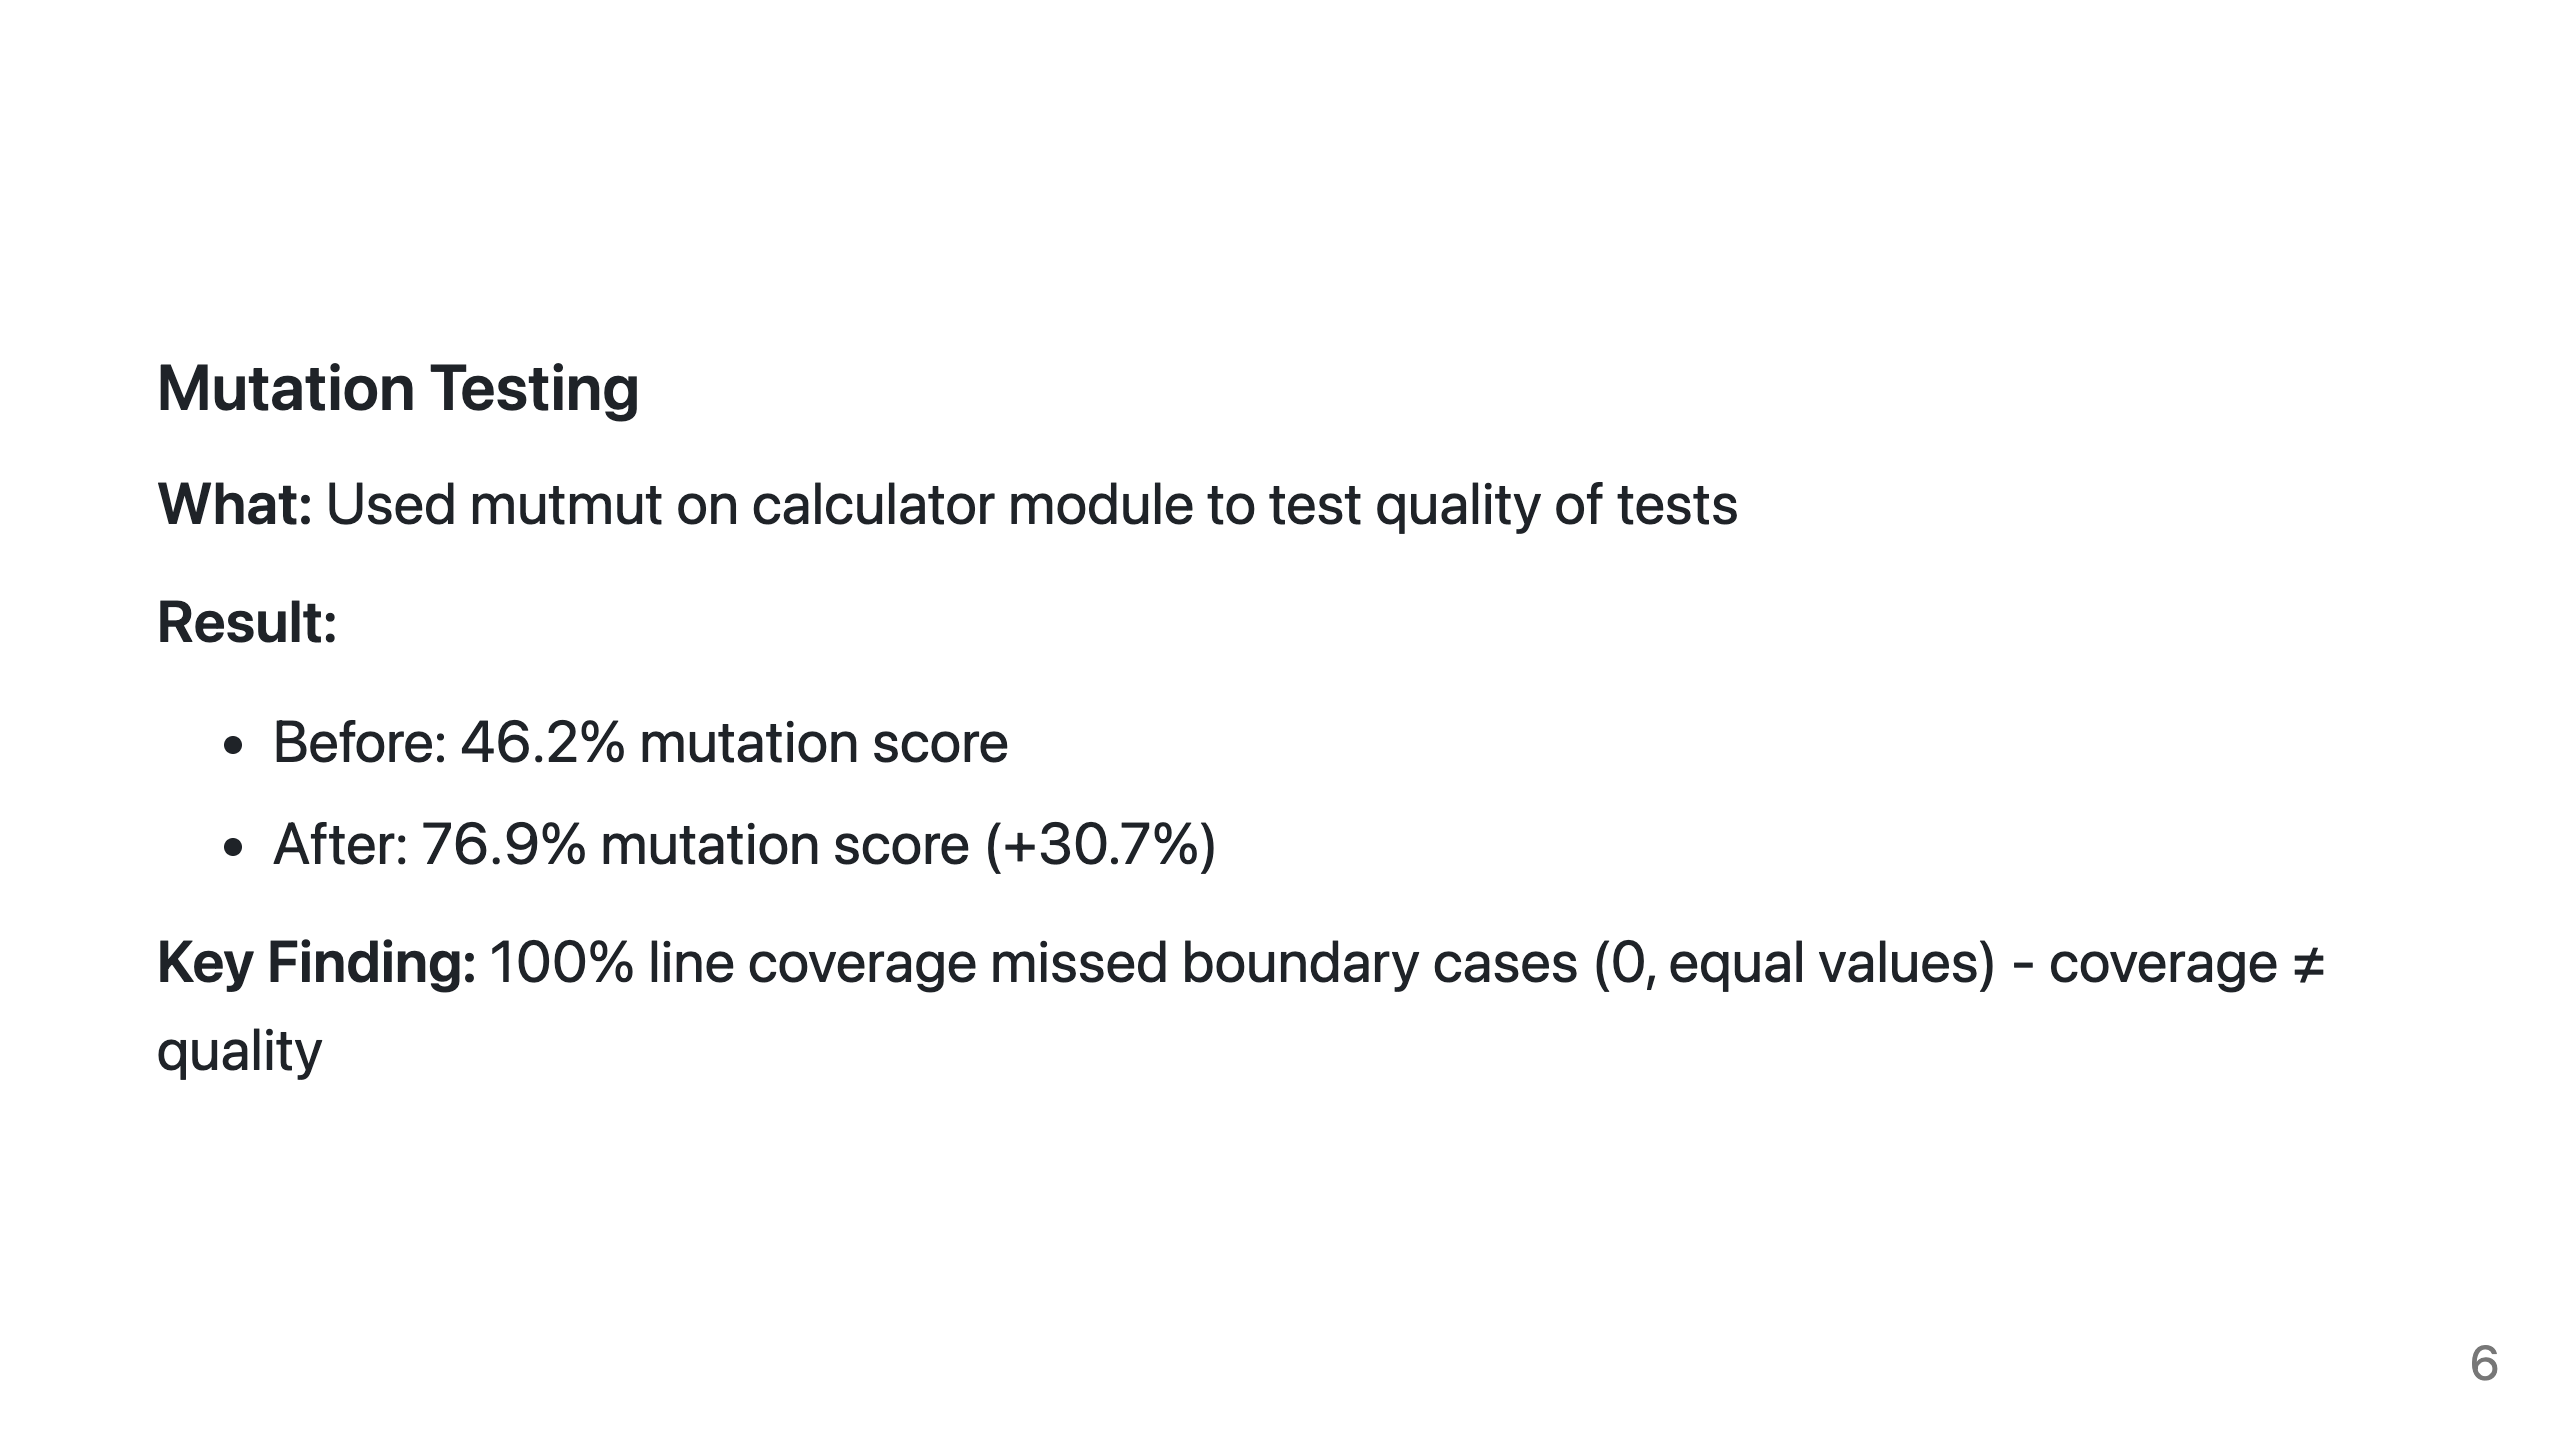 Mutation Testing
What: Used mutmut on calculator module to test quality of tests
Result:
• Before: 46.2% mutation score
• After: 76.9% mutation score (+30.7%)
Key Finding: 100% line coverage missed boundary cases (0, equal values) - coverage ≠
quality
6